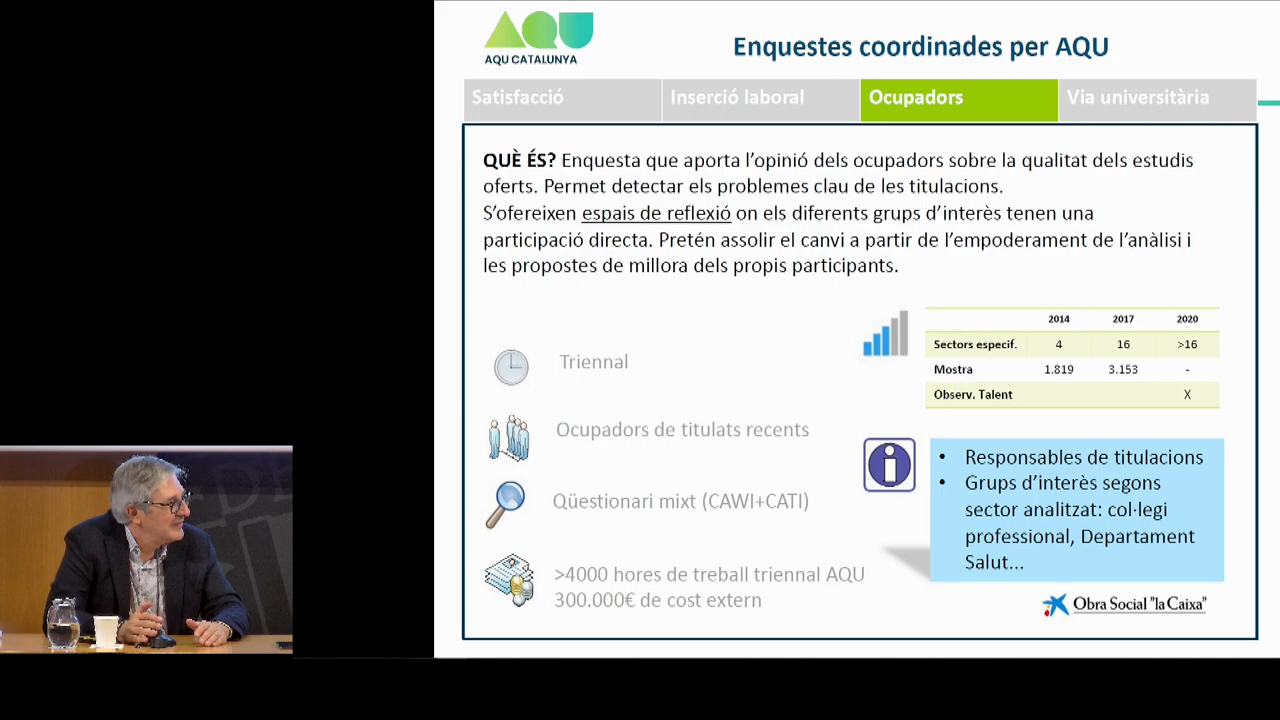 AQU CATALUNYA
Enquestes coordinades per AQU
Satisfacció
Inserció laboral
Ocupadors
Via universitària
QUÈ ÉS? Enquesta que aporta l'opinió dels ocupadors sobre la qualitat dels estudis
oferts. Permet detectar els problemes clau de les titulacions.
S'ofereixen espais de reflexió on els diferents grups d'interès tenen una
participació directa. Pretén assolir el canvi a partir de l'empoderament de l'anàlisi i
les propostes de millora dels propis participants.
Triennal
Ocupadors de titulats recents
Qüestionari mixt (CAWI+CATI)
>4000 hores de treball triennal AQU
300.000€ de cost extern
2014 2017 2020
Sectors especif. 4 16 >16
Mostra 1.819 3.153 -
Observ. Talent X
• Responsables de titulacions
• Grups d'interès segons
sector analitzat: col·legi
professional, Departament
Salut...
Obra Social "la Caixa"